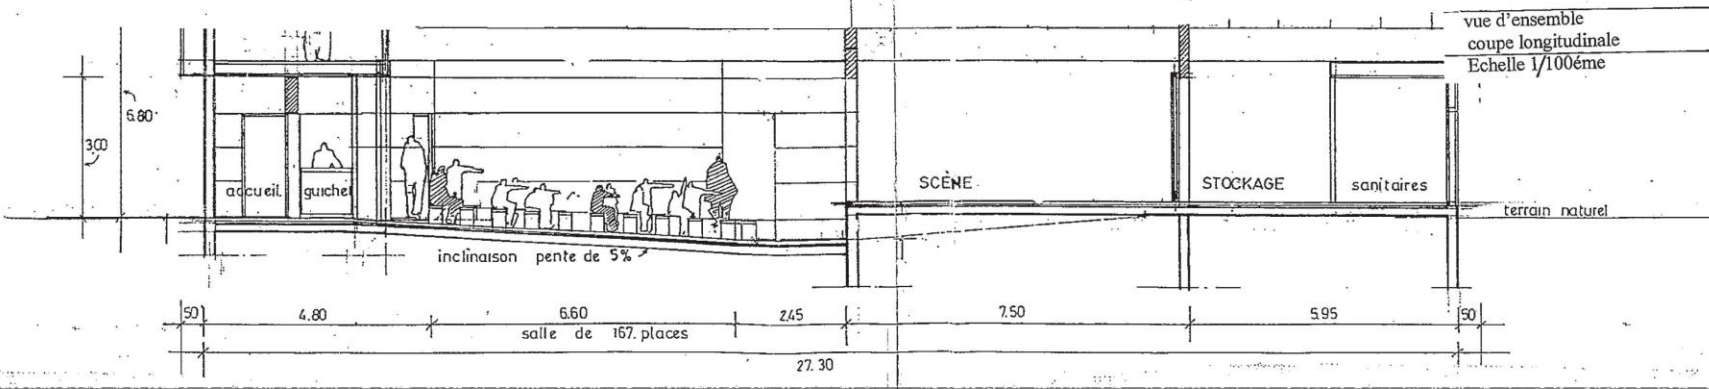 vue d'ensemble
coupe longitudinale
Echelle 1/100éme
6.80
3.00
accueil
guichet
SCÈNE
STOCKAGE
sanitaires
terrain naturel
inclinaison pente de 5%
50
4.80
6.60
2.45
7.50
5.95
50
salle de 167. places
27.30